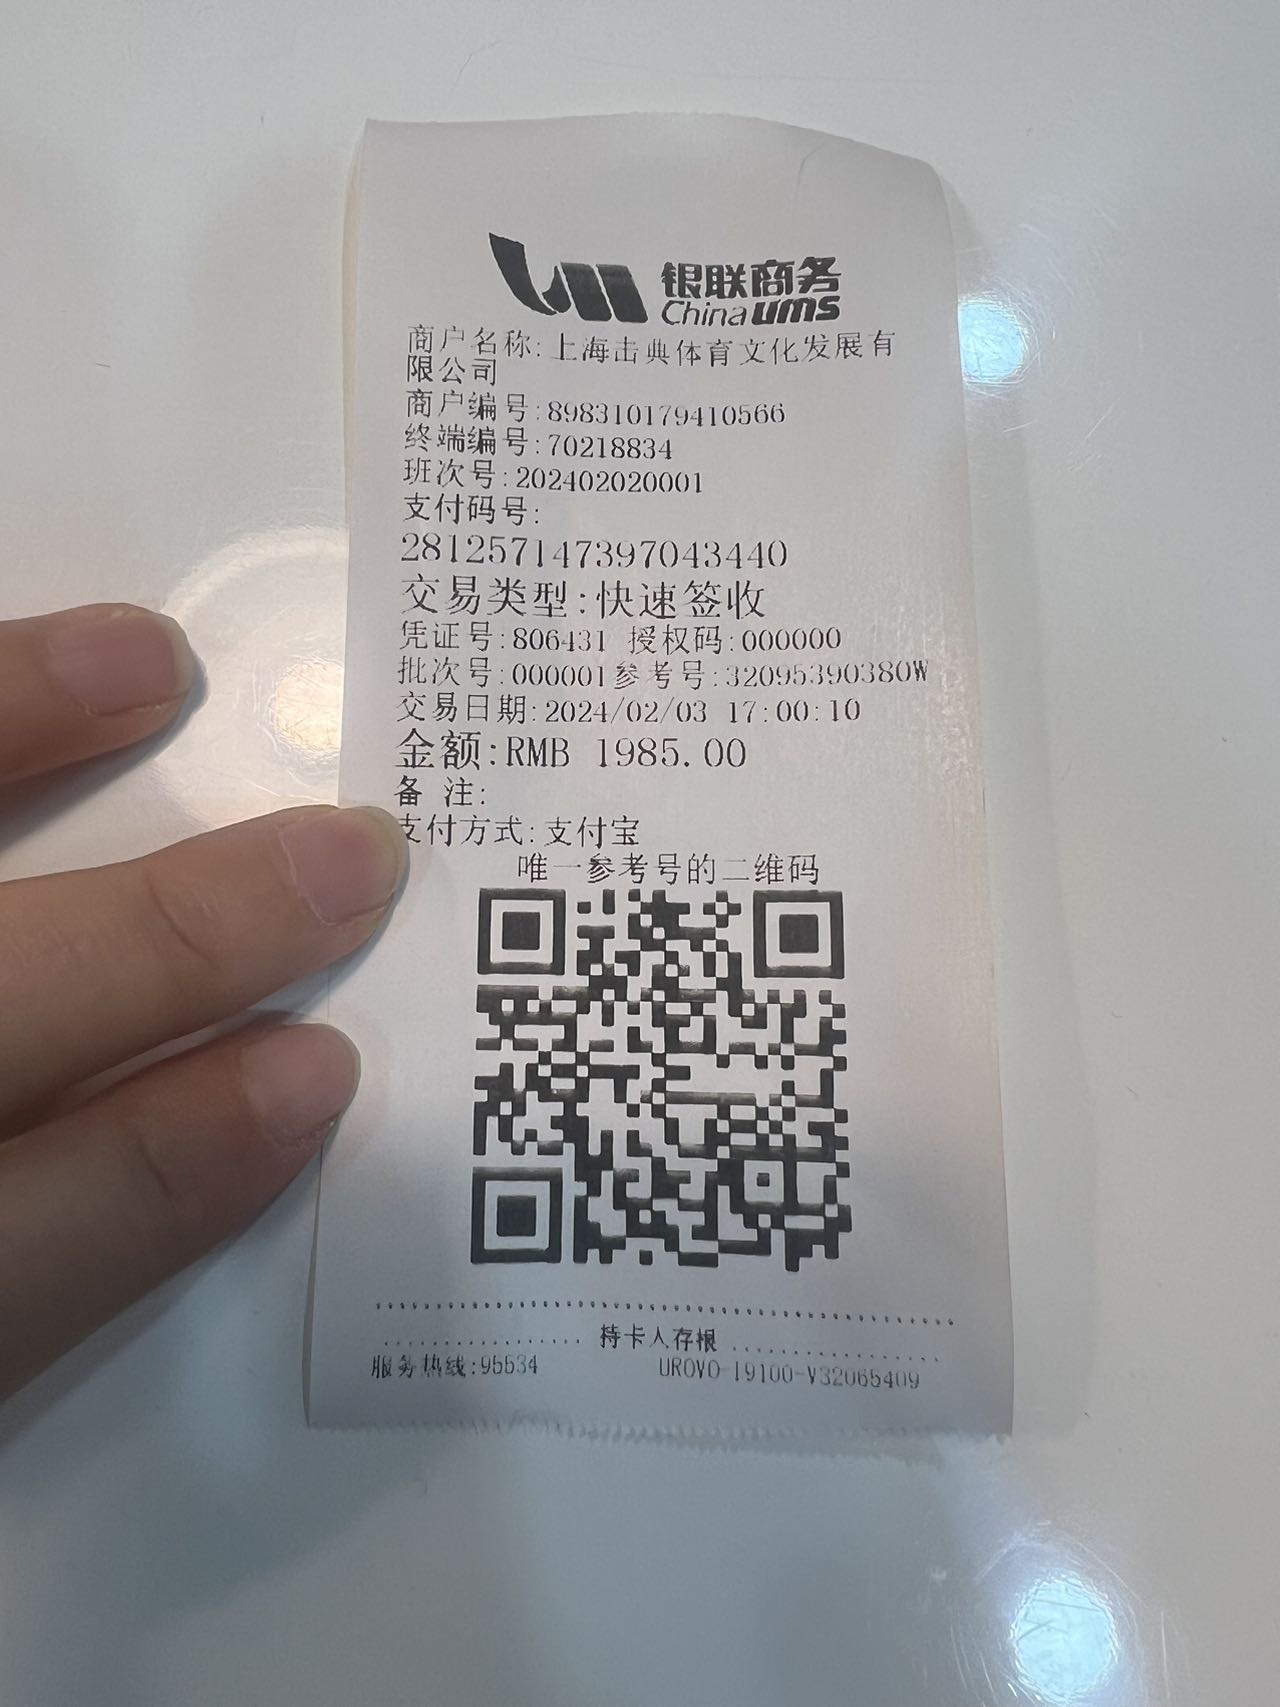 银联商务
China ums
商户名称:上海击典体育文化发展有
限公司
商户编号:898310179410566
终端编号:70218834
班次号:202402020001
支付码号:
281257147397043440
交易类型:快速签收
凭证号:806431 授权码:000000
批次号:000001参考号:32095390380W
交易日期:2024/02/03 17:00:10
金额:RMB 1985.00
备 注:
支付方式:支付宝
唯一参考号的二维码
持卡人存根
服务热线:95534 UROVO-I9100-V32065409